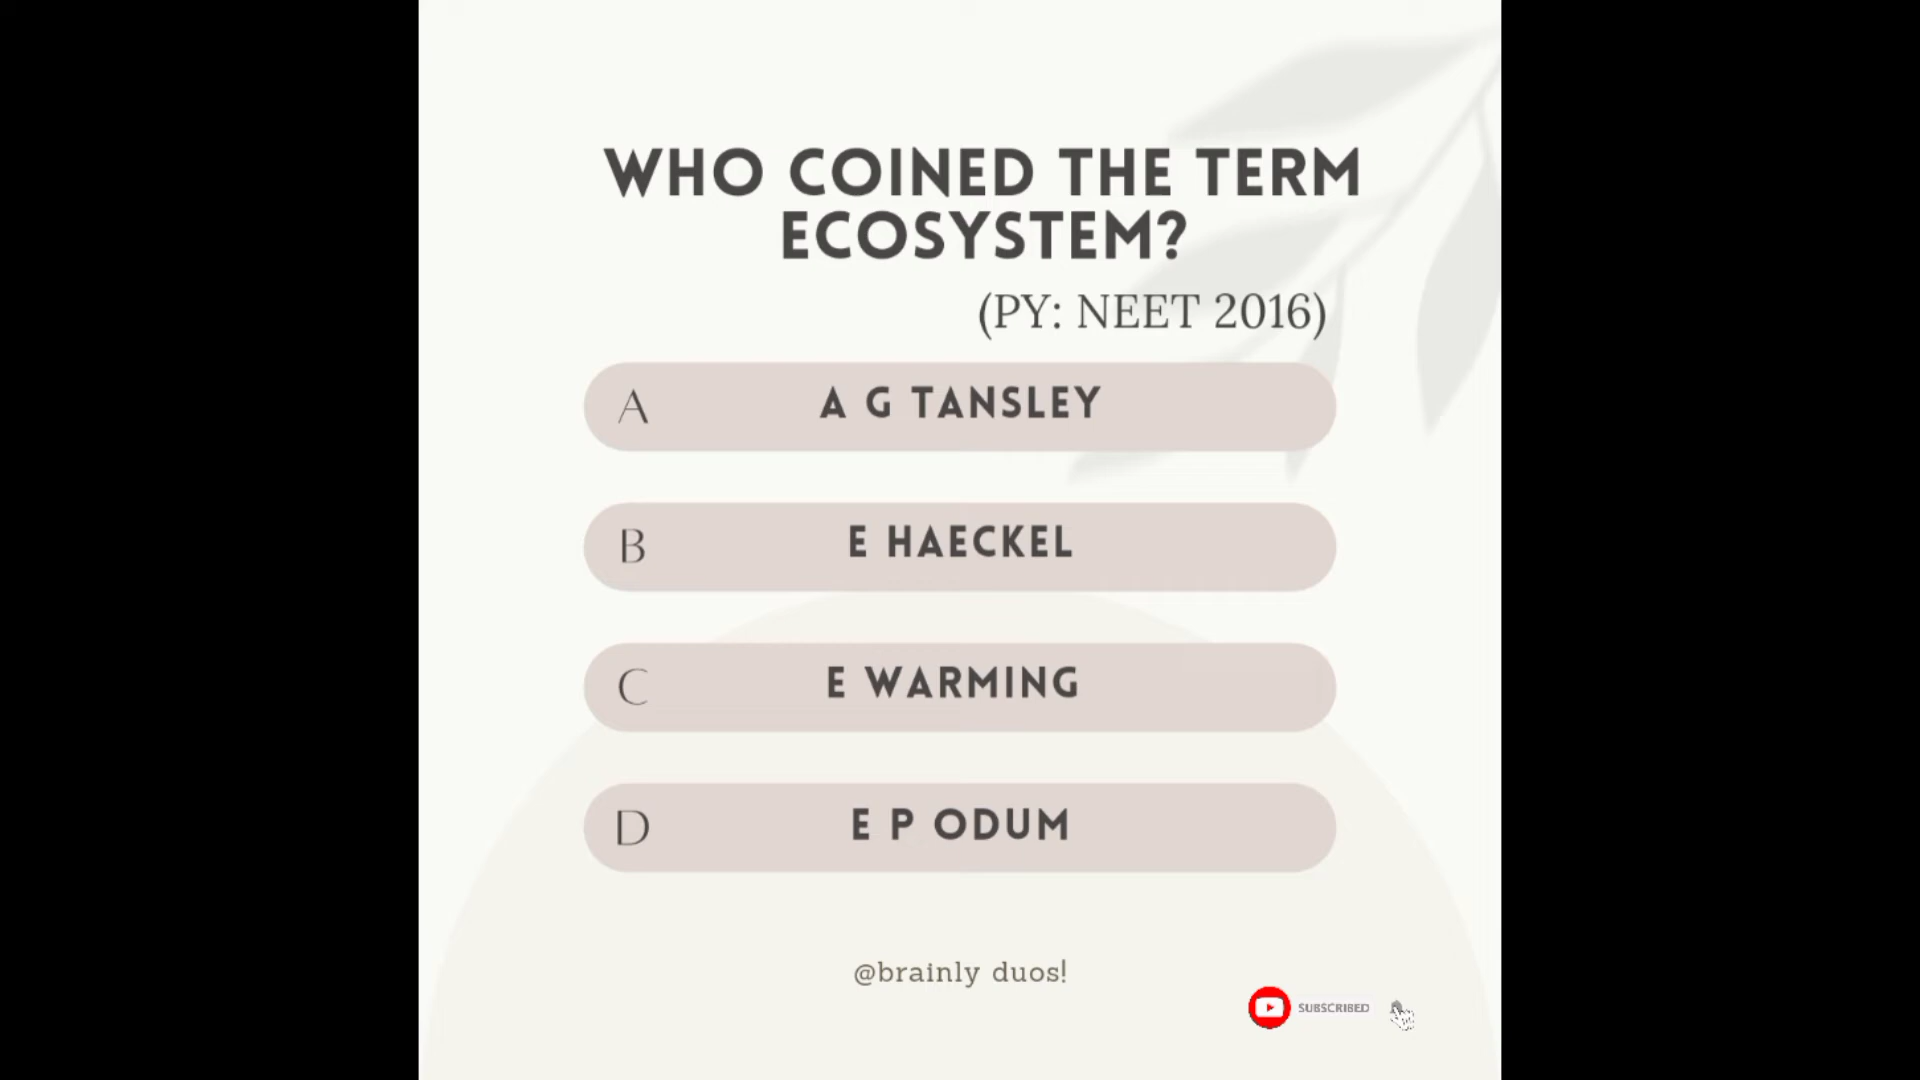 WHO COINED THE TERM
ECOSYSTEM?
(PY: NEET 2016)
A A G TANSLEY
B E HAECKEL
C E WARMING
D E P ODUM
@brainly duos!
SUBSCRIBED